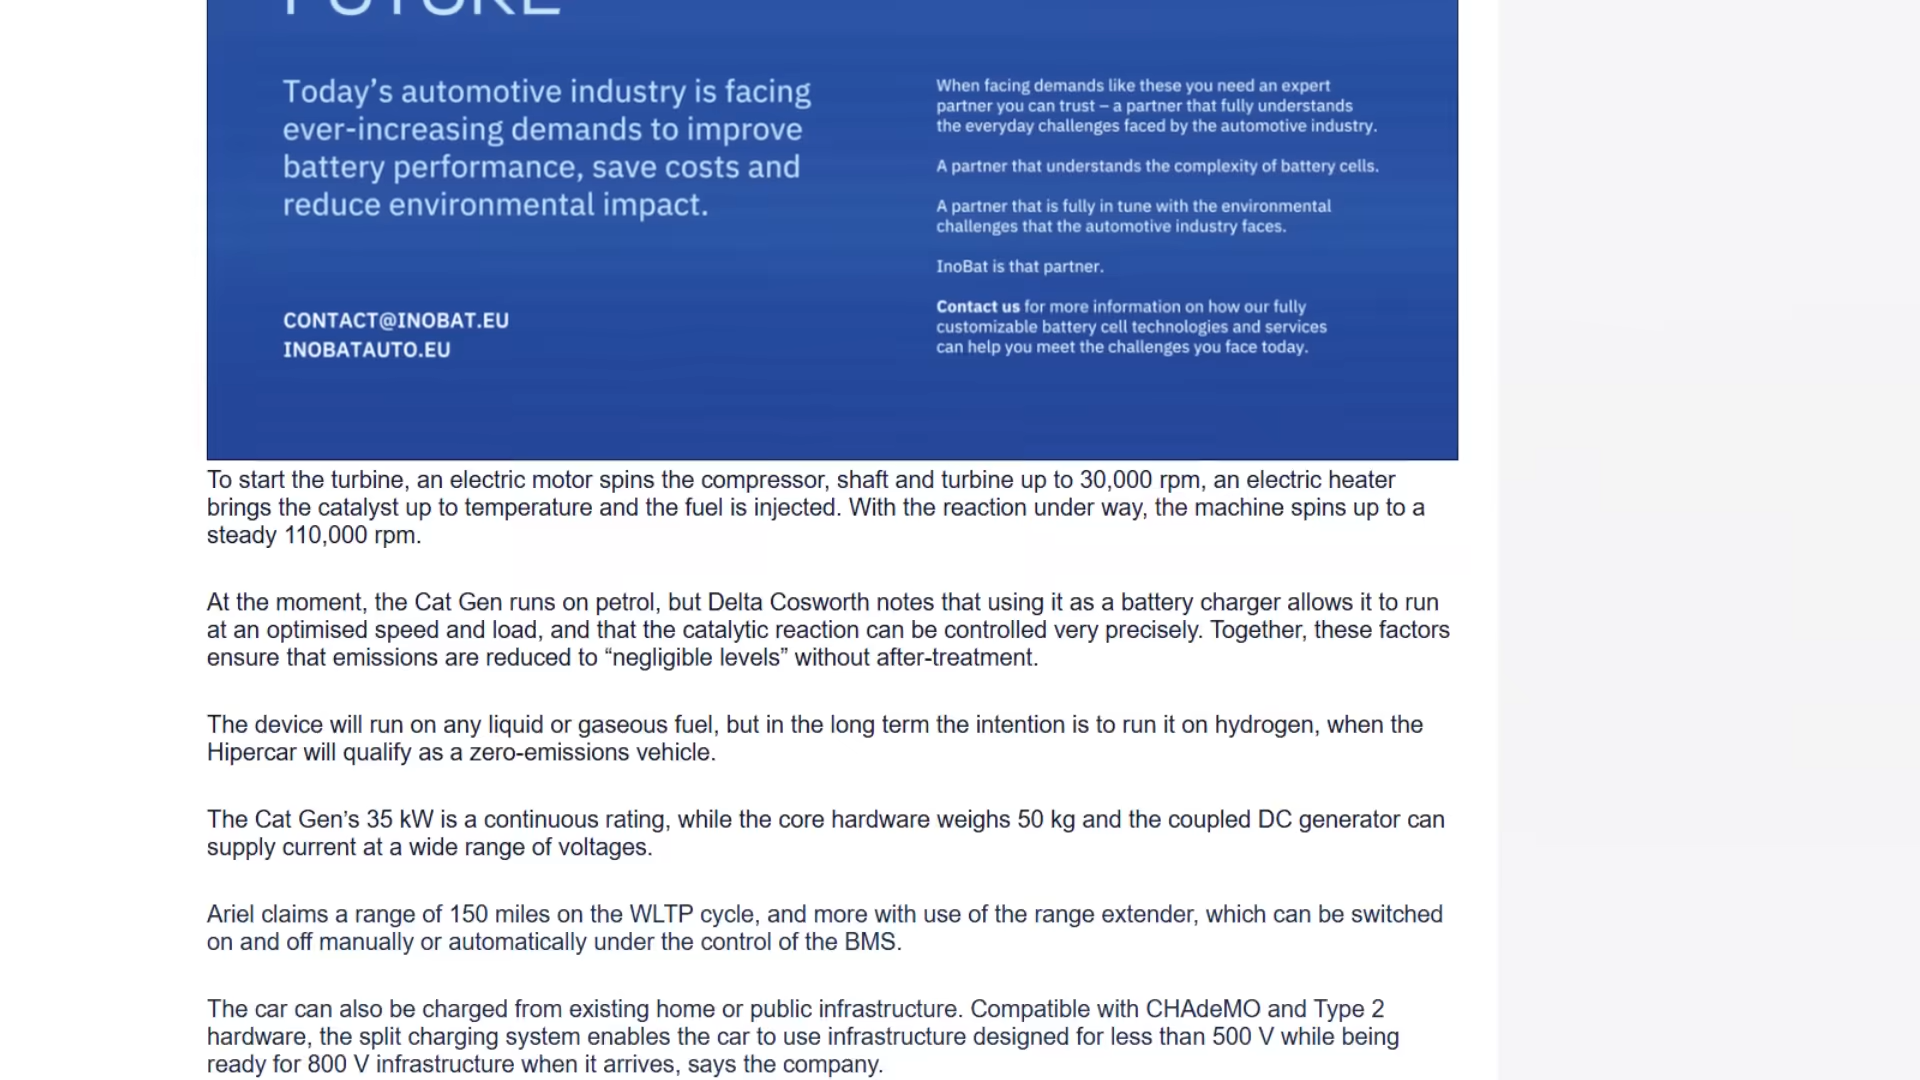 FUTURE
Today’s automotive industry is facing
ever-increasing demands to improve
battery performance, save costs and
reduce environmental impact.
CONTACT@INOBAT.EU
INOBATAUTO.EU
When facing demands like these you need an expert
partner you can trust – a partner that fully understands
the everyday challenges faced by the automotive industry.
A partner that understands the complexity of battery cells.
A partner that is fully in tune with the environmental
challenges that the automotive industry faces.
InoBat is that partner.
Contact us for more information on how our fully
customizable battery cell technologies and services
can help you meet the challenges you face today.
To start the turbine, an electric motor spins the compressor, shaft and turbine up to 30,000 rpm, an electric heater
brings the catalyst up to temperature and the fuel is injected. With the reaction under way, the machine spins up to a
steady 110,000 rpm.
At the moment, the Cat Gen runs on petrol, but Delta Cosworth notes that using it as a battery charger allows it to run
at an optimised speed and load, and that the catalytic reaction can be controlled very precisely. Together, these factors
ensure that emissions are reduced to “negligible levels” without after-treatment.
The device will run on any liquid or gaseous fuel, but in the long term the intention is to run it on hydrogen, when the
Hipercar will qualify as a zero-emissions vehicle.
The Cat Gen’s 35 kW is a continuous rating, while the core hardware weighs 50 kg and the coupled DC generator can
supply current at a wide range of voltages.
Ariel claims a range of 150 miles on the WLTP cycle, and more with use of the range extender, which can be switched
on and off manually or automatically under the control of the BMS.
The car can also be charged from existing home or public infrastructure. Compatible with CHAdeMO and Type 2
hardware, the split charging system enables the car to use infrastructure designed for less than 500 V while being
ready for 800 V infrastructure when it arrives, says the company.